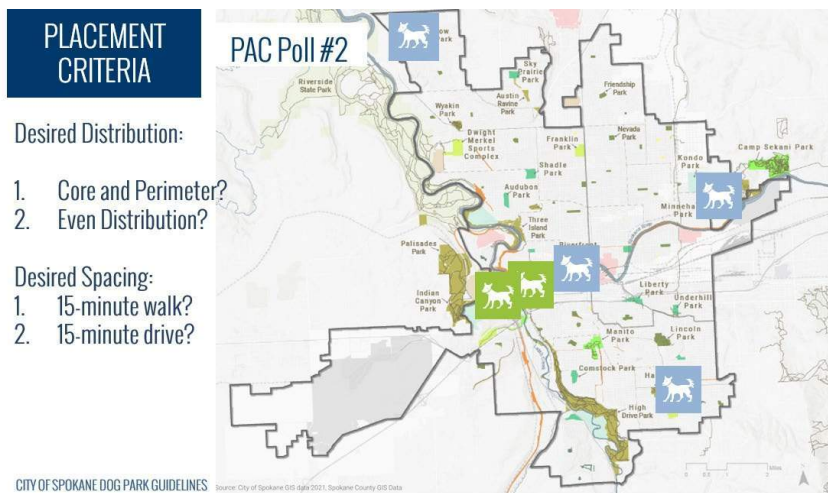 PLACEMENT
CRITERIA
PAC Poll #2
Desired Distribution:
1. Core and Perimeter?
2. Even Distribution?
Desired Spacing:
1. 15-minute walk?
2. 15-minute drive?
Park
Sky
Prairie
Park
Riverside
State Park
Friendship
Park
Austin
Ravine
Park
Wyakin
Park
Dwight
Merkel
Sports
Complex
Franklin
Park
Nevada
Park
Camp Sekani Park
Kondo
Park
Shadle
Park
Audubon
Park
Minneha
Park
Three
Island
Park
Palisades
Park
Indian
Canyon
Park
Liberty
Park
Underhill
Park
Manito
Park
Lincoln
Park
Comstock Park
Ha
High
Drive Park
CITY OF SPOKANE DOG PARK GUIDELINES
Source: City of Spokane GIS data 2021, Spokane County GIS Data